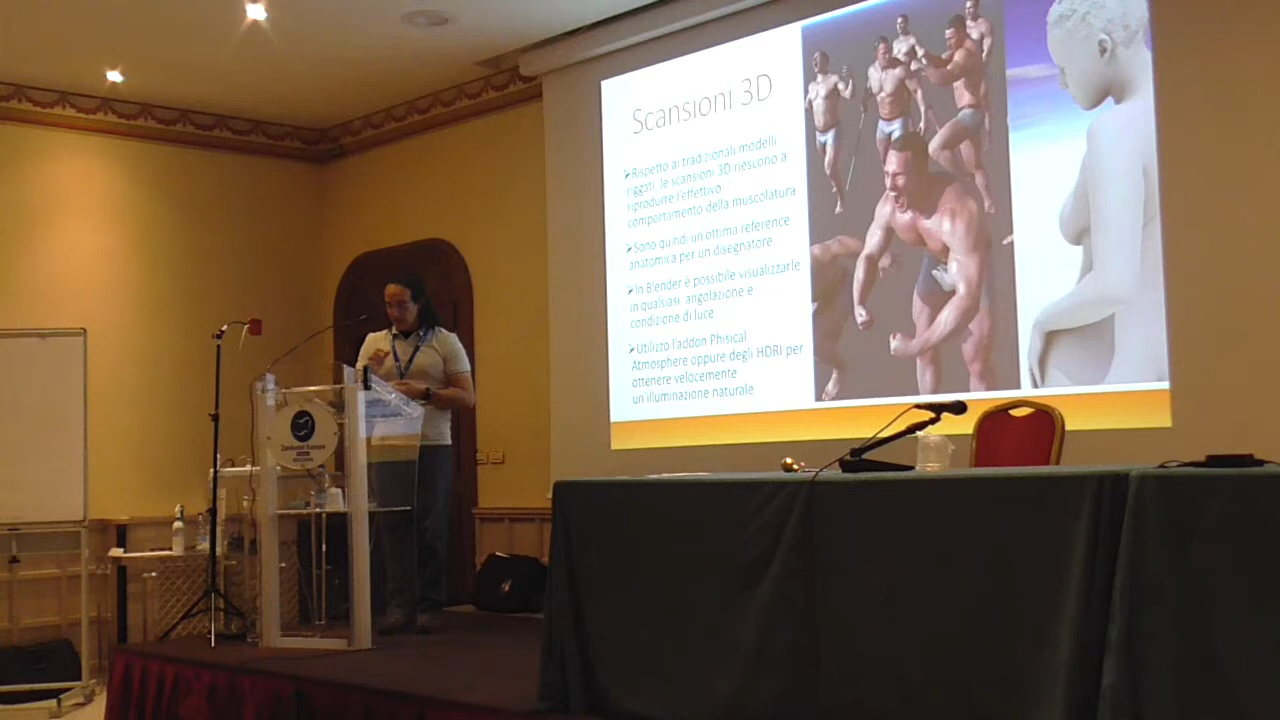 Scansioni 3D
➢Rispetto ai tradizionali modelli
riggati, le scansioni 3D riescono a
riprodurre l'effettivo
comportamento della muscolatura
➢Sono quindi un'ottima reference
anatomica per un disegnatore
➢In Blender è possibile visualizzarle
in qualsiasi angolazione e
condizione di luce
➢Utilizzo l'addon Phisical
Atmosphere oppure degli HDRI per
ottenere velocemente
un'illuminazione naturale